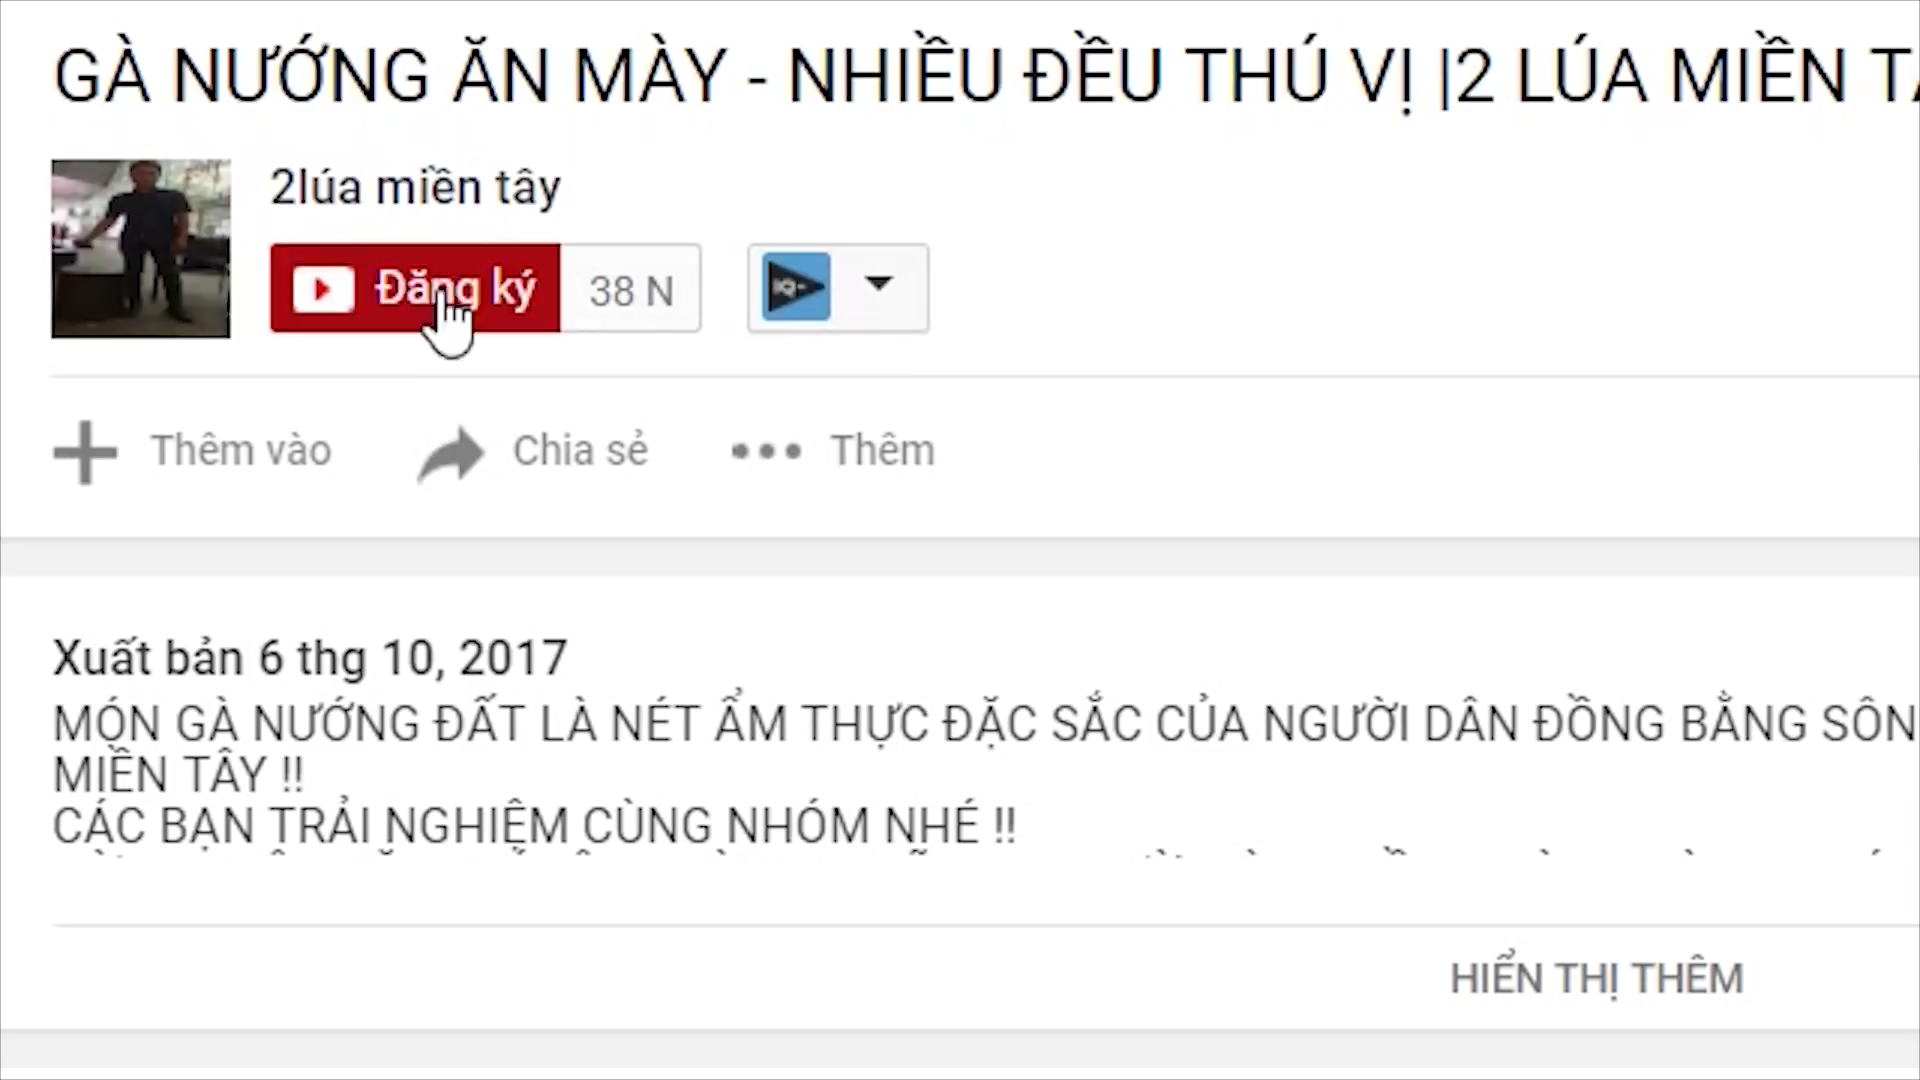 GÀ NƯỚNG ĂN MÀY - NHIỀU ĐỀU THÚ VỊ |2 LÚA MIỀN
2lúa miền tây
Đăng ký 38 N
IQ
Thêm vào Chia sẻ Thêm
Xuất bản 6 thg 10, 2017
MÓN GÀ NƯỚNG ĐẤT LÀ NÉT ẨM THỰC ĐẶC SẮC CỦA NGƯỜI DÂN ĐỒNG BẰNG
MIỀN TÂY !!
CÁC BẠN TRẢI NGHIỆM CÙNG NHÓM NHÉ !!
HIỂN THỊ THÊM